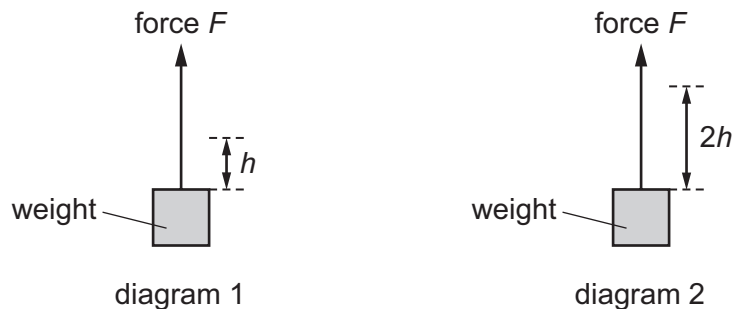 force F
h
weight
diagram 1
force F
2h
weight
diagram 2